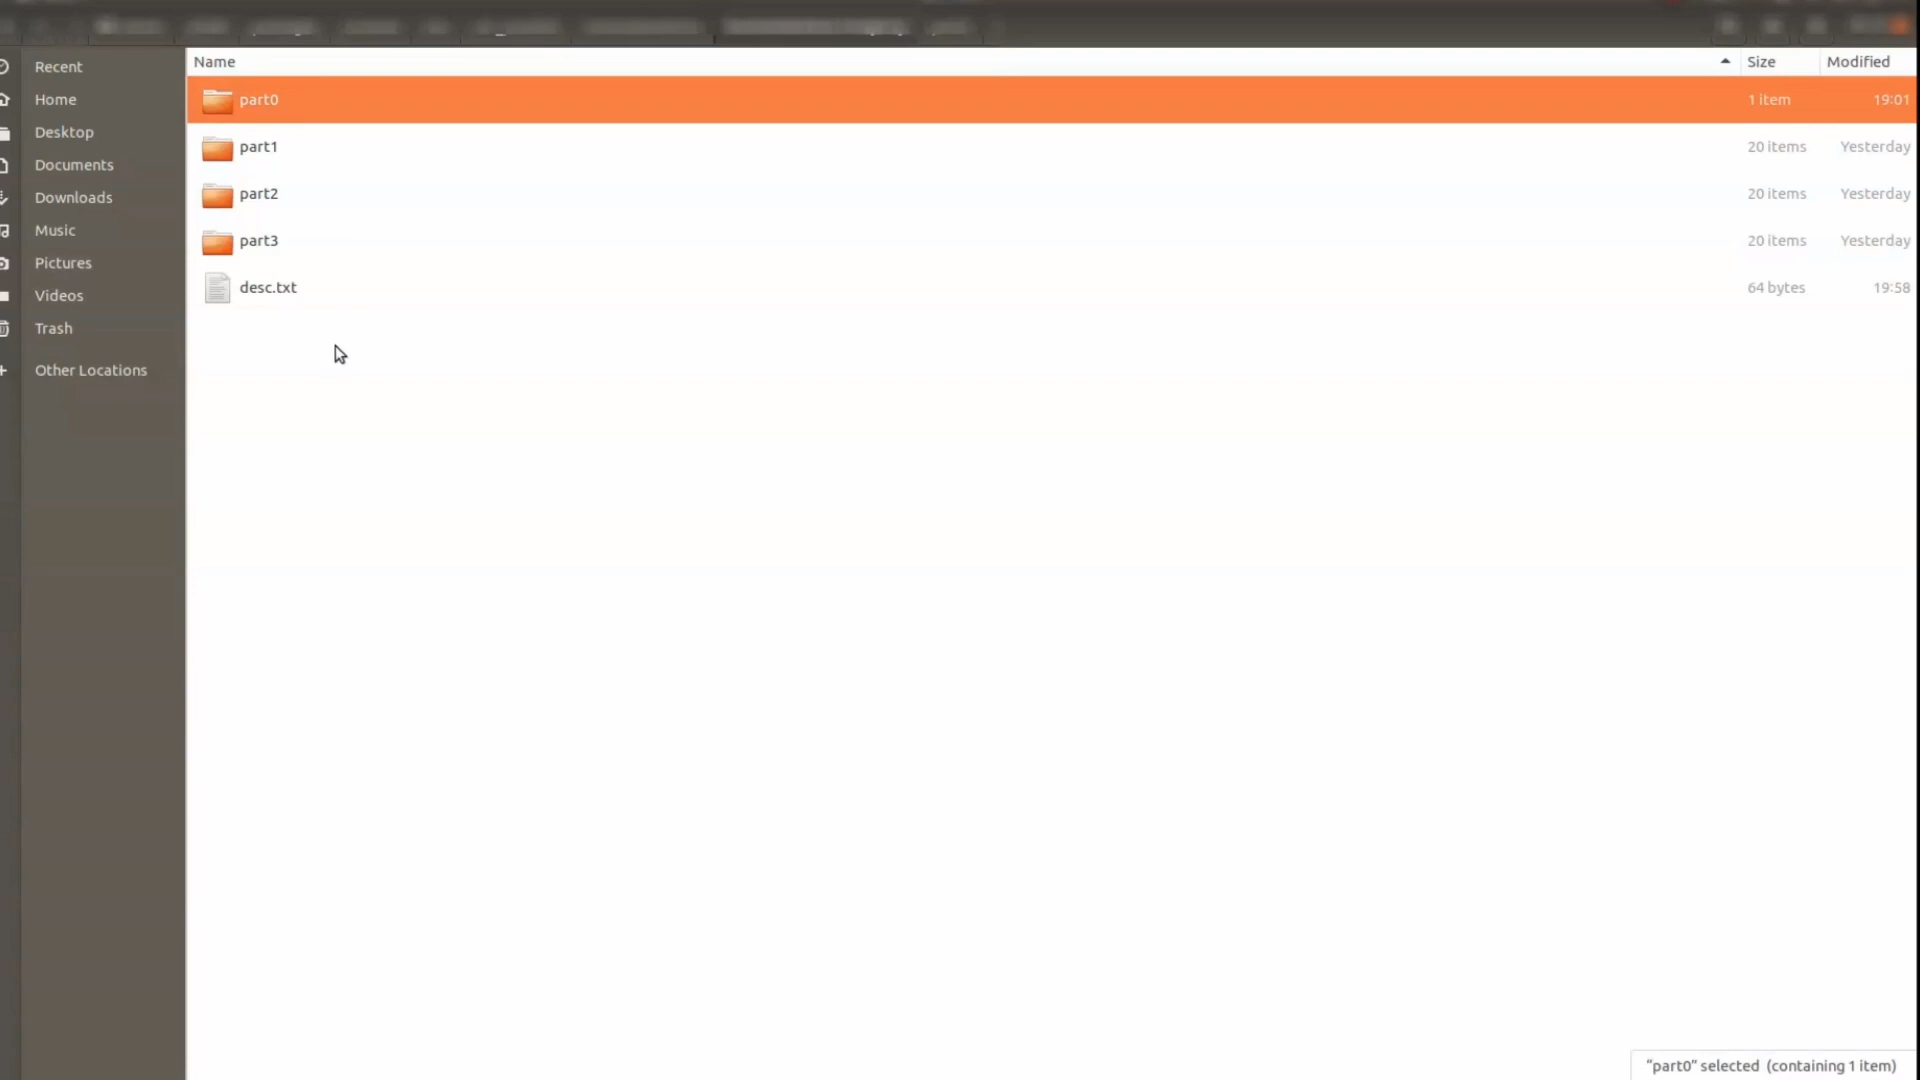 Name Size Modified
Recent
Home
Desktop
Documents
Downloads
Music
Pictures
Videos
Trash
Other Locations
part0 1 item 19:01
part1 20 items Yesterday
part2 20 items Yesterday
part3 20 items Yesterday
desc.txt 64 bytes 19:58
“part0” selected (containing 1 item)